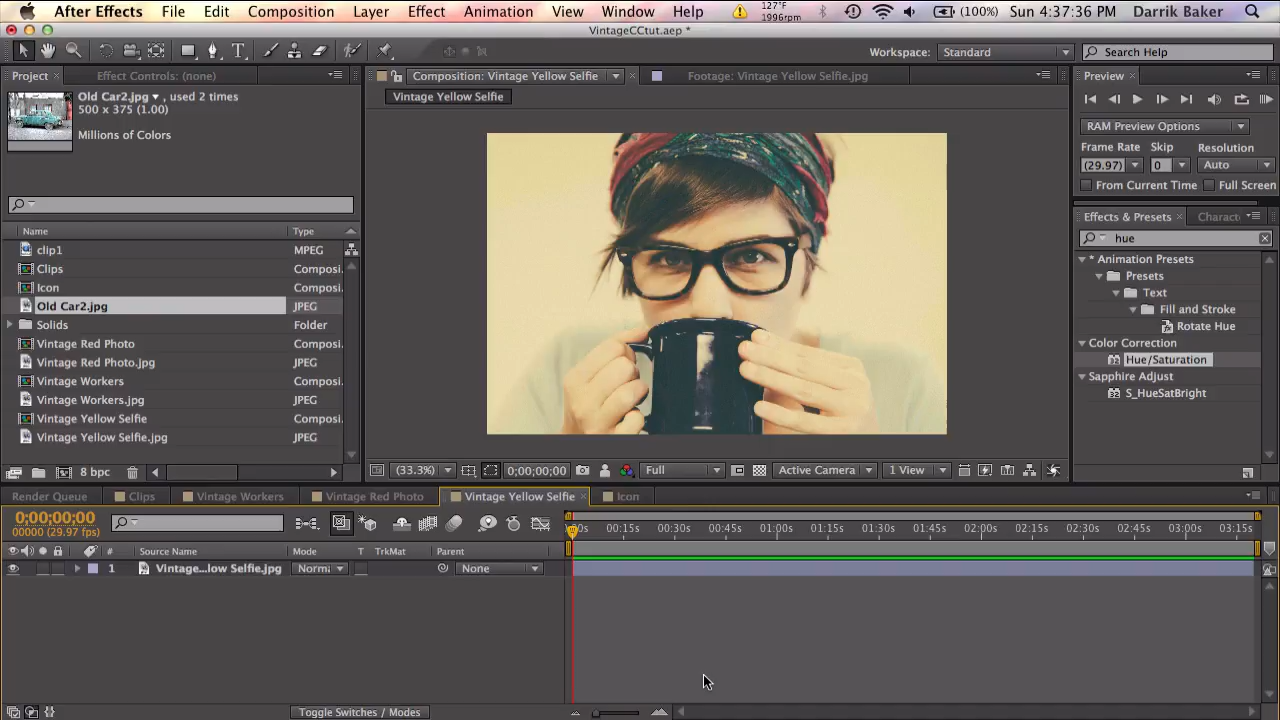 After Effects File Edit Composition Layer Effect Animation View Window Help 127°F 1996rpm (100%) Sun 4:37:36 PM Darrik Baker
VintageCCtut.aep *
Workspace: Standard Search Help
Project Effect Controls: (none) Composition: Vintage Yellow Selfie Footage: Vintage Yellow Selfie.jpg Preview
Old Car2.jpg , used 2 times
500 x 375 (1.00)
Millions of Colors
Vintage Yellow Selfie
RAM Preview Options
Frame Rate Skip Resolution
(29.97) 0 Auto
From Current Time Full Screen
Effects & Presets Charact
hue
* Animation Presets
Presets
Text
Fill and Stroke
Rotate Hue
Color Correction
Hue/Saturation
Sapphire Adjust
S_HueSatBright
Name Type
clip1 MPEG
Clips Composi.
Icon Composi.
Old Car2.jpg JPEG
Solids Folder
Vintage Red Photo Composi.
Vintage Red Photo.jpg JPEG
Vintage Workers Composi.
Vintage Workers.jpg JPEG
Vintage Yellow Selfie Composi.
Vintage Yellow Selfie.jpg JPEG
8 bpc
(33.3%) 0;00;00;00 Full Active Camera 1 View
Render Queue Clips Vintage Workers Vintage Red Photo Vintage Yellow Selfie Icon
0;00;00;00
00000 (29.97 fps)
00s 00:15s 00:30s 00:45s 01:00s 01:15s 01:30s 01:45s 02:00s 02:15s 02:30s 02:45s 03:00s 03:15s
# Source Name Mode T TrkMat Parent
1 Vintage...low Selfie.jpg Norma None
Toggle Switches / Modes